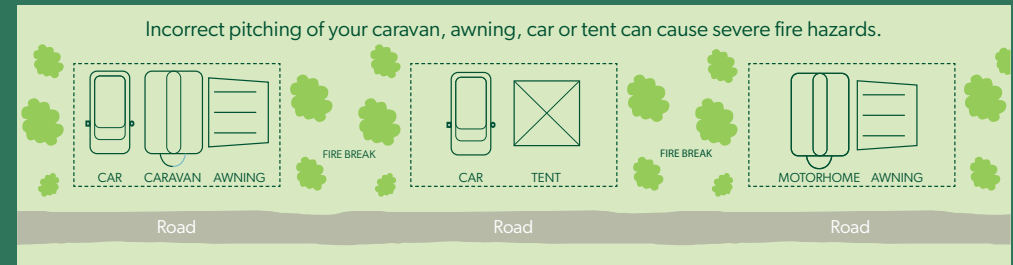 Incorrect pitching of your caravan, awning, car or tent can cause severe fire hazards.
FIRE BREAK
FIRE BREAK
CAR CARAVAN AWNING
CAR TENT
MOTORHOME AWNING
Road
Road
Road